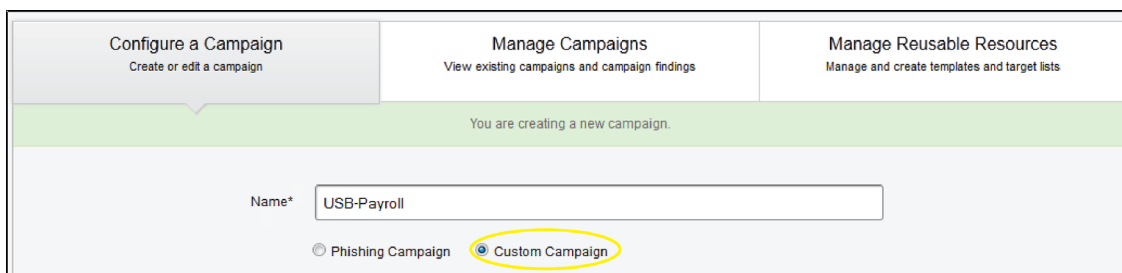 Configure a Campaign
Create or edit a campaign
Manage Campaigns
View existing campaigns and campaign findings
Manage Reusable Resources
Manage and create templates and target lists
You are creating a new campaign.
Name* USB-Payroll
Phishing Campaign Custom Campaign